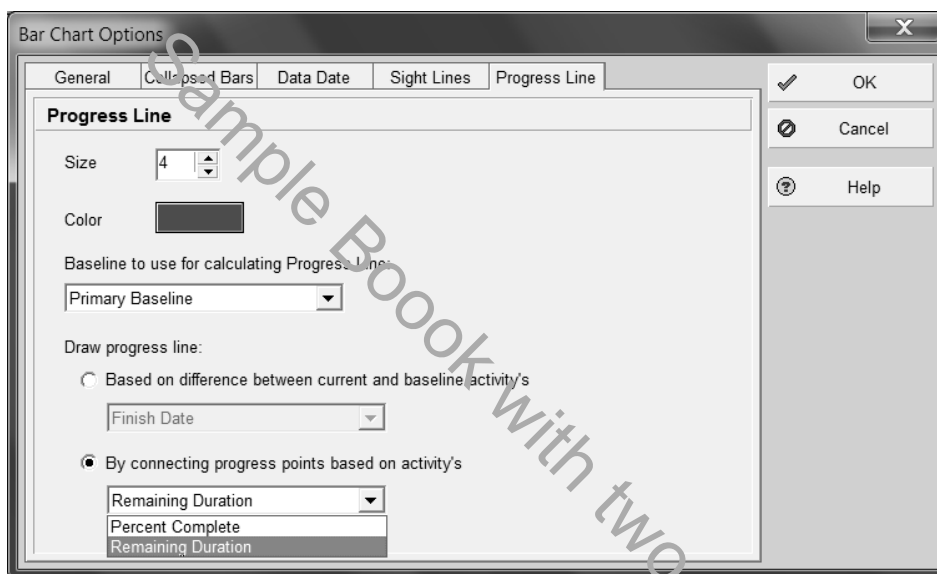 Bar Chart Options
X
General Collapsed Bars Data Date Sight Lines Progress Line
OK
Cancel
Help
Progress Line
Size 4
Color
Baseline to use for calculating Progress Line:
Primary Baseline
Draw progress line:
Based on difference between current and baseline activity's
Finish Date
By connecting progress points based on activity's
Remaining Duration
Percent Complete
Remaining Duration
Sample Boook with two